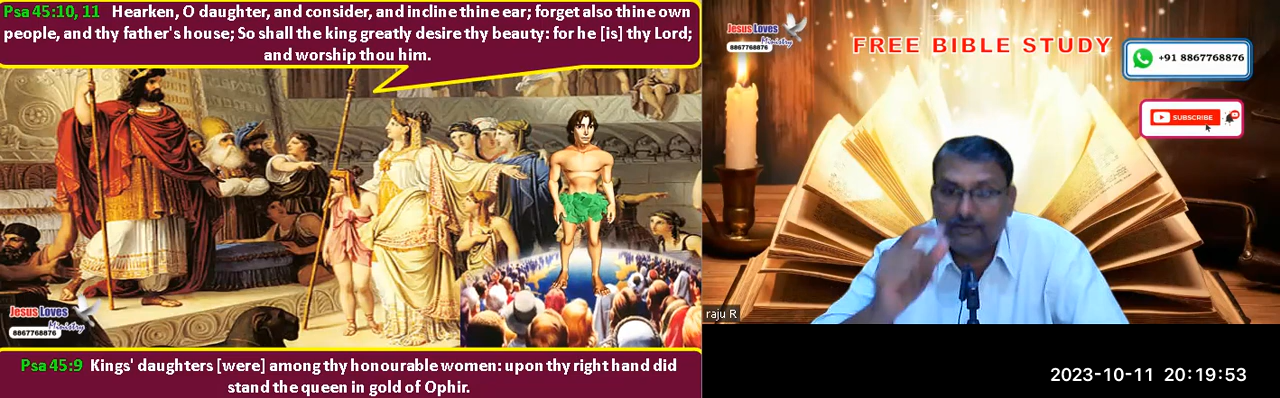 Psa 45:10, 11 Hearken, O daughter, and consider, and incline thine ear; forget also thine own
people, and thy father's house; So shall the king greatly desire thy beauty: for he [is] thy Lord;
and worship thou him.
Jesus Loves
Ministry
8867768876
Psa 45:9 Kings' daughters [were] among thy honourable women: upon thy right hand did
stand the queen in gold of Ophir.
Jesus Loves
Ministry
8867768876
FREE BIBLE STUDY
+91 8867768876
SUBSCRIBE
raju R
2023-10-11 20:19:53